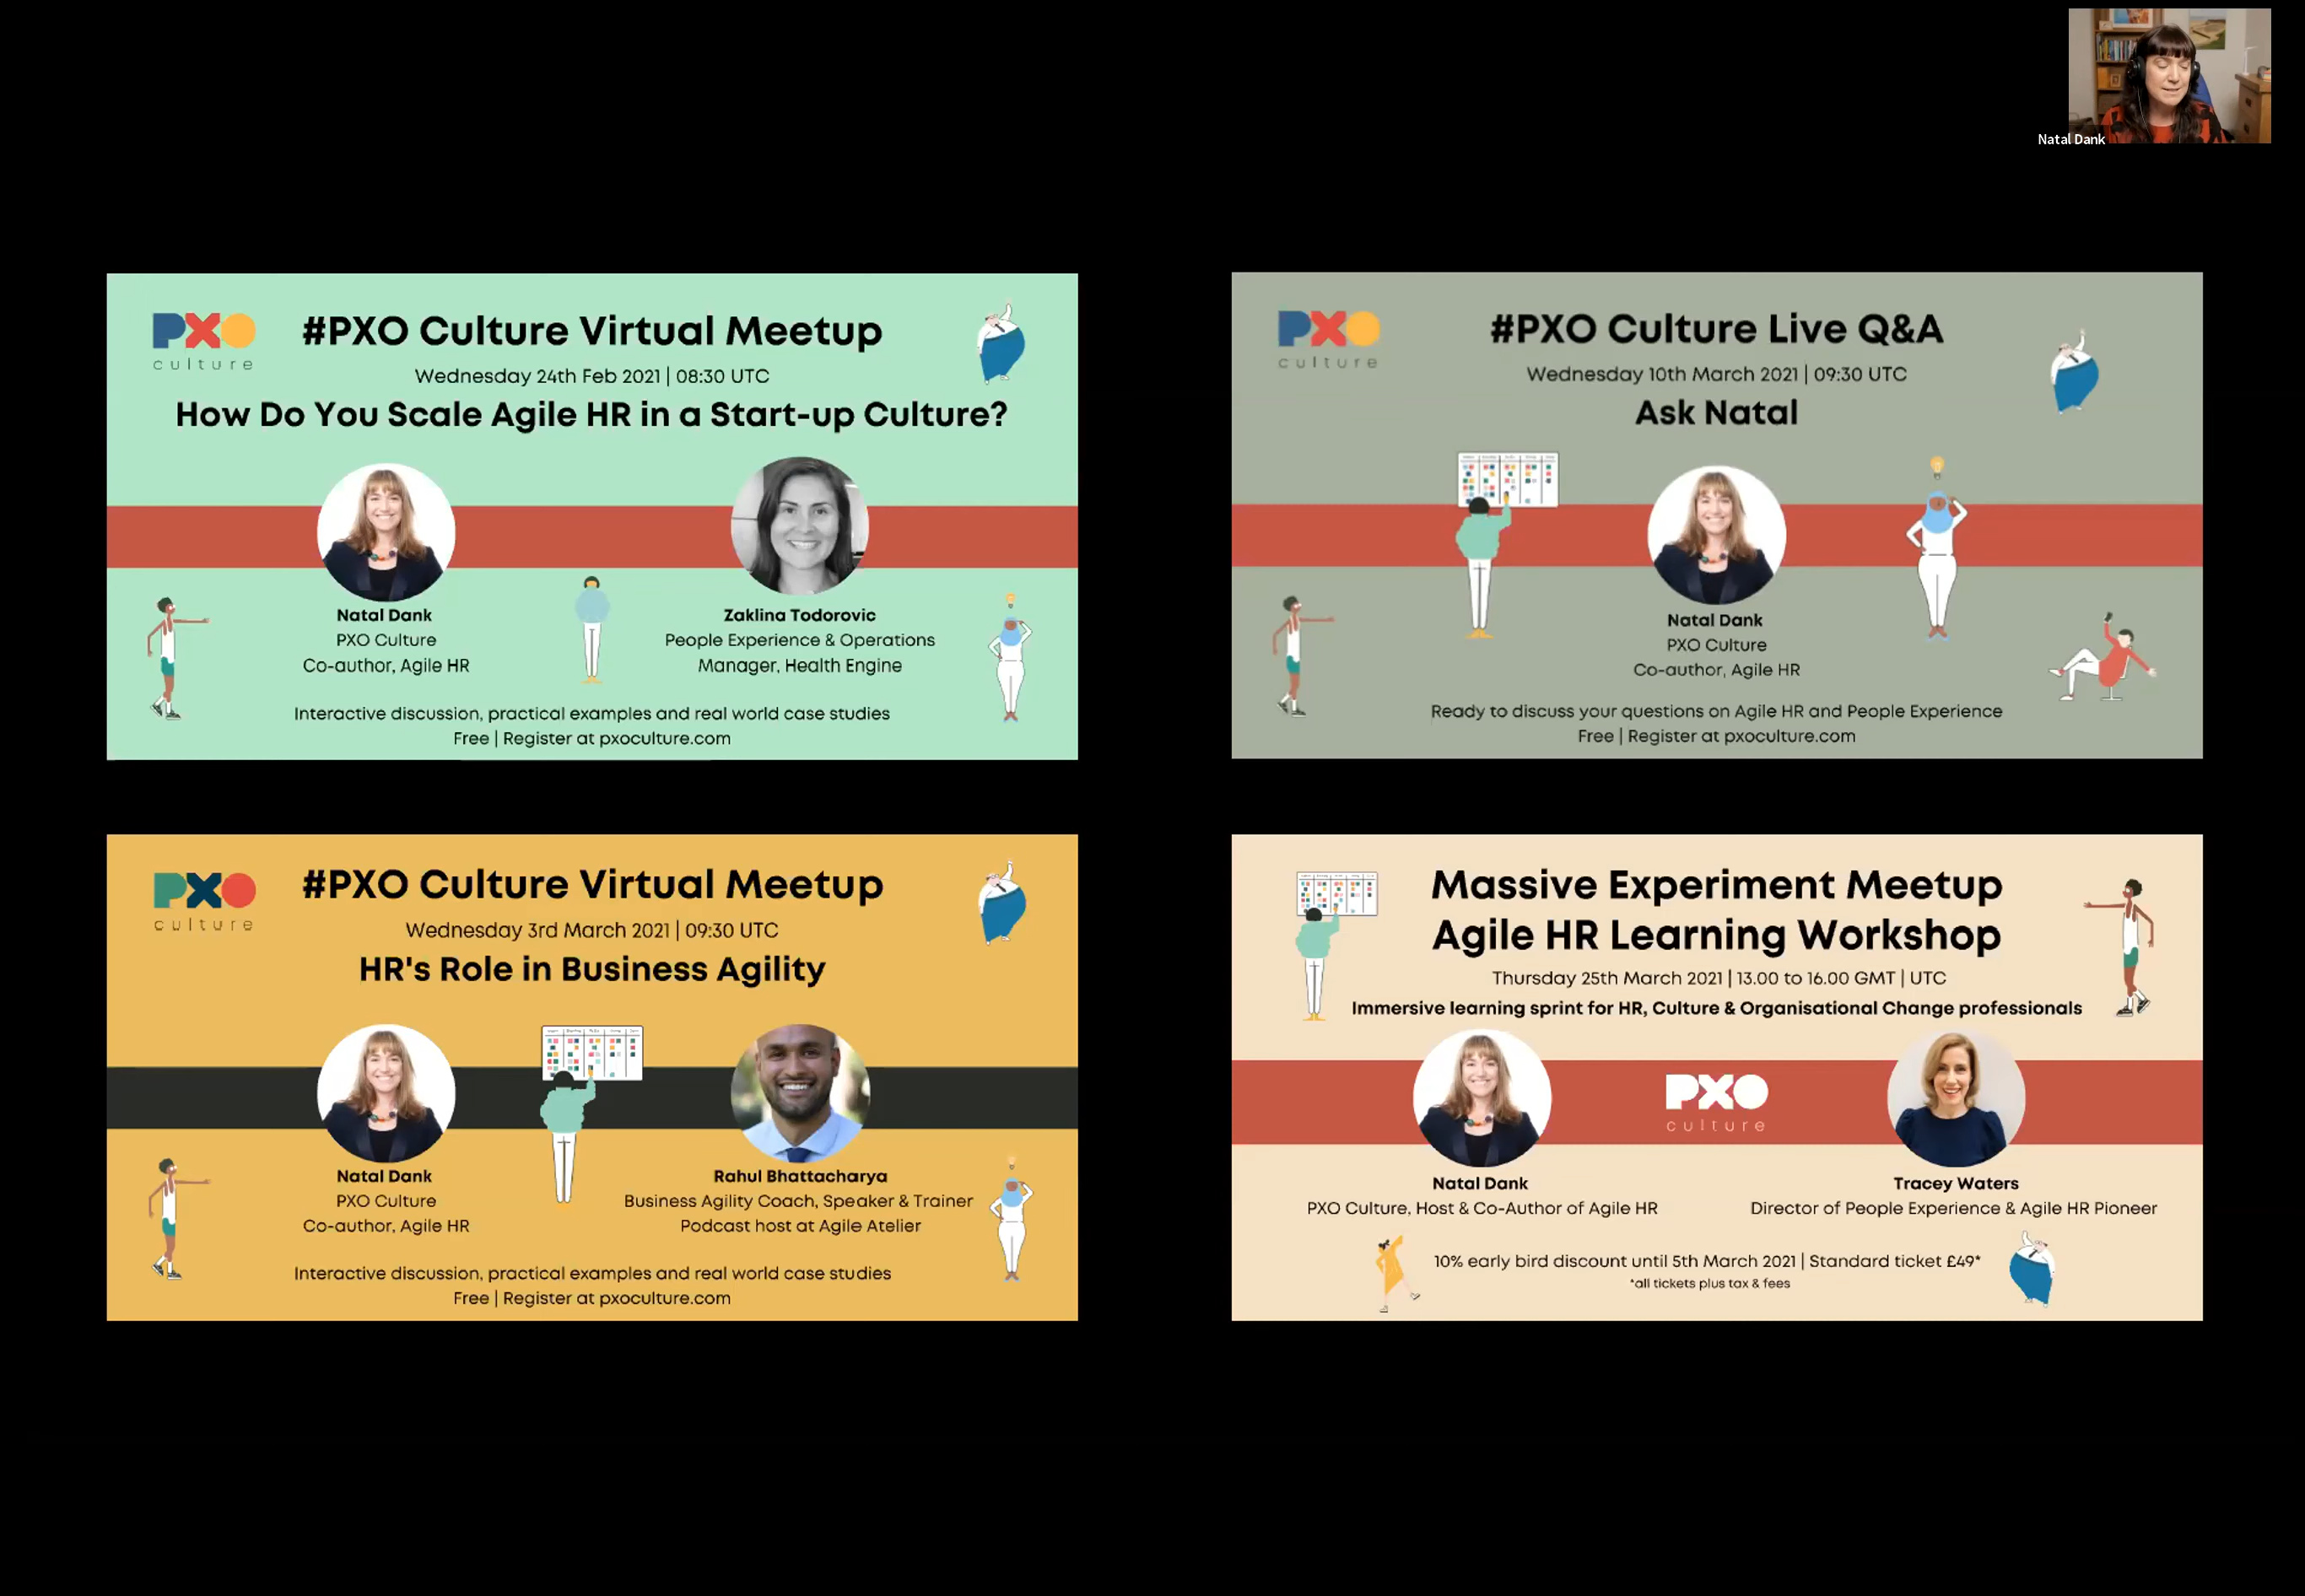 Natal Dank
PXO
culture
#PXO Culture Virtual Meetup
Wednesday 24th Feb 2021 | 08:30 UTC
How Do You Scale Agile HR in a Start-up Culture?
Natal Dank
PXO Culture
Co-author, Agile HR
Zaklina Todorovic
People Experience & Operations
Manager, Health Engine
Interactive discussion, practical examples and real world case studies
Free | Register at pxoculture.com
PXO
culture
#PXO Culture Live Q&A
Wednesday 10th March 2021 | 09:30 UTC
Ask Natal
Natal Dank
PXO Culture
Co-author, Agile HR
Ready to discuss your questions on Agile HR and People Experience
Free | Register at pxoculture.com
PXO
culture
#PXO Culture Virtual Meetup
Wednesday 3rd March 2021 | 09:30 UTC
HR's Role in Business Agility
Natal Dank
PXO Culture
Co-author, Agile HR
Rahul Bhattacharya
Business Agility Coach, Speaker & Trainer
Podcast host at Agile Atelier
Interactive discussion, practical examples and real world case studies
Free | Register at pxoculture.com
Massive Experiment Meetup
Agile HR Learning Workshop
Thursday 25th March 2021 | 13.00 to 16.00 GMT | UTC
Immersive learning sprint for HR, Culture & Organisational Change professionals
PXO
culture
Natal Dank
PXO Culture, Host & Co-Author of Agile HR
Tracey Waters
Director of People Experience & Agile HR Pioneer
10% early bird discount until 5th March 2021 | Standard ticket £49*
*all tickets plus tax & fees